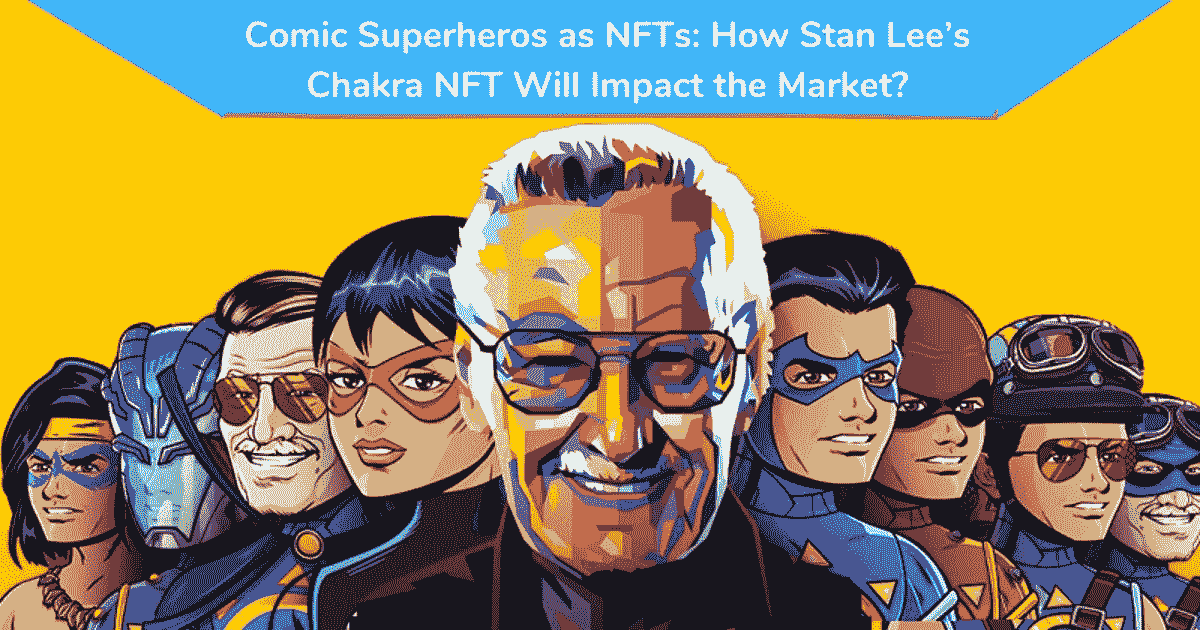 Comic Superheros as NFTs: How Stan Lee's
Chakra NFT Will Impact the Market?